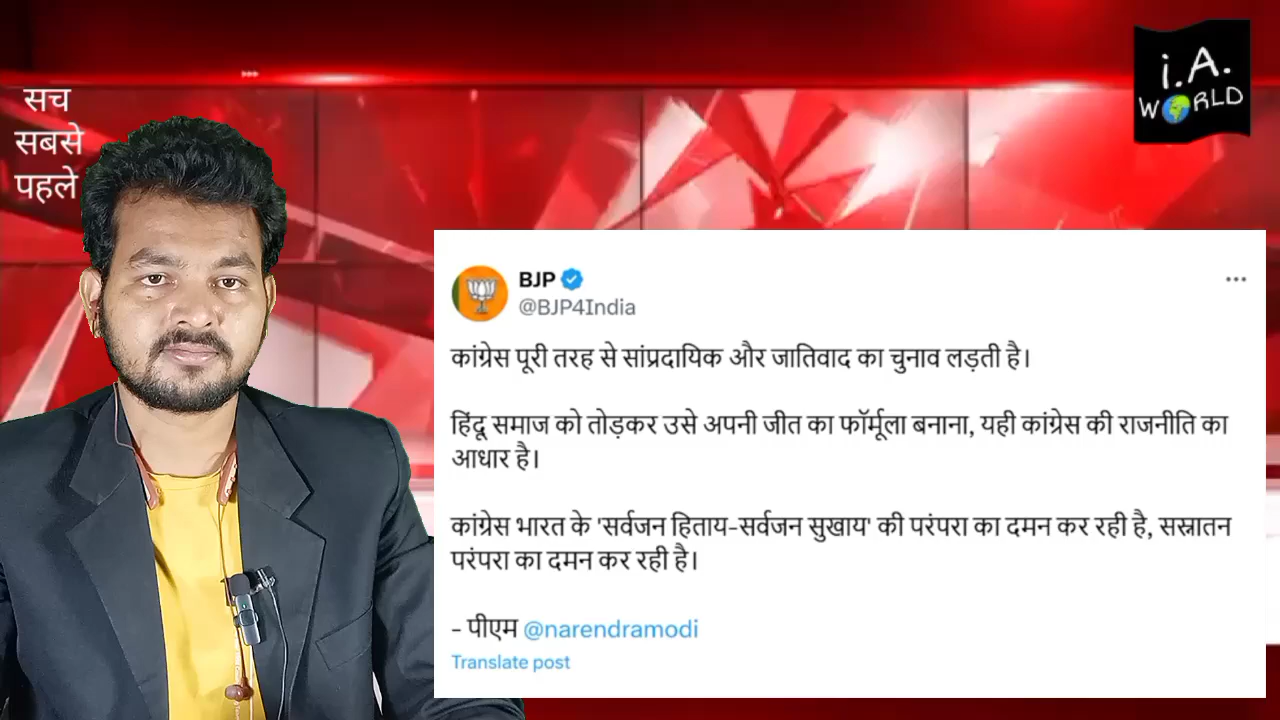 सच
सबसे
पहले
i.A.
WORLD
BJP
@BJP4India
कांग्रेस पूरी तरह से सांप्रदायिक और जातिवाद का चुनाव लड़ती है।
हिंदू समाज को तोड़कर उसे अपनी जीत का फॉर्मूला बनाना, यही कांग्रेस की राजनीति का
आधार है।
कांग्रेस भारत के 'सर्वजन हिताय-सर्वजन सुखाय' की परंपरा का दमन कर रही है, सस्नातन
परंपरा का दमन कर रही है।
- पीएम @narendramodi
Translate post